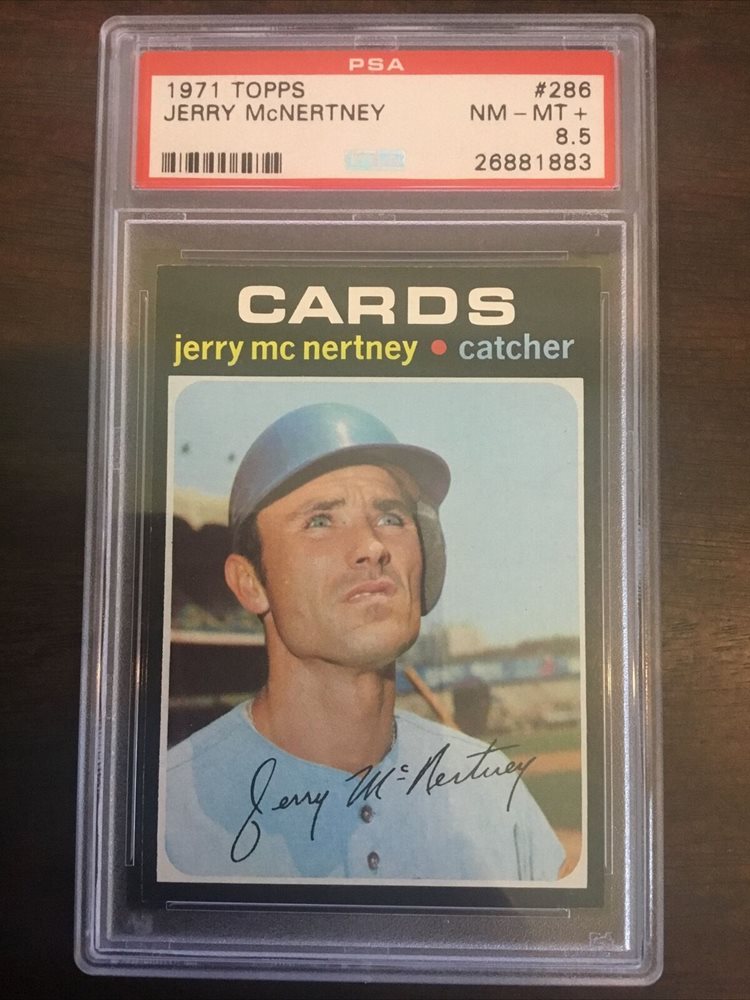 PSA
1971 TOPPS #286
JERRY McNERTNEY NM - MT +
8.5
26881883
CARDS
jerry mc nertney • catcher
Jerry McNertney